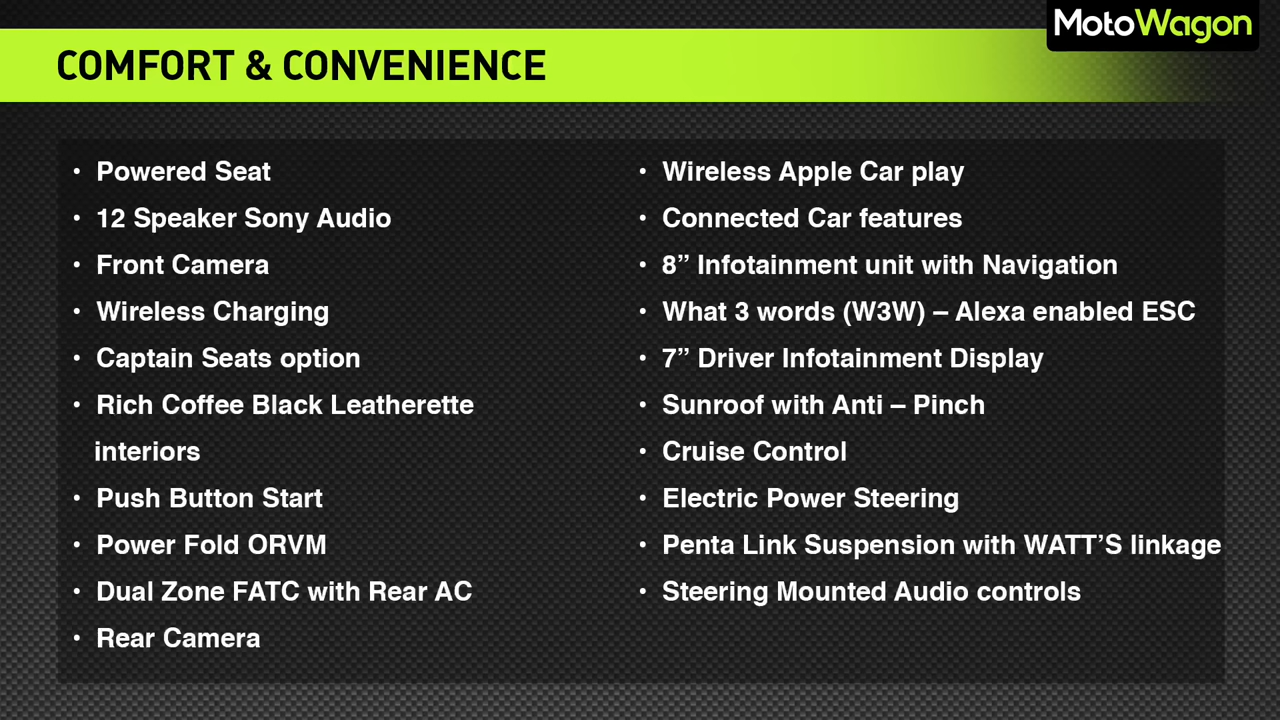 MotoWagon
COMFORT & CONVENIENCE
• Powered Seat
• 12 Speaker Sony Audio
• Front Camera
• Wireless Charging
• Captain Seats option
• Rich Coffee Black Leatherette
interiors
• Push Button Start
• Power Fold ORVM
• Dual Zone FATC with Rear AC
• Rear Camera
• Wireless Apple Car play
• Connected Car features
• 8” Infotainment unit with Navigation
• What 3 words (W3W) – Alexa enabled ESC
• 7” Driver Infotainment Display
• Sunroof with Anti – Pinch
• Cruise Control
• Electric Power Steering
• Penta Link Suspension with WATT’S linkage
• Steering Mounted Audio controls